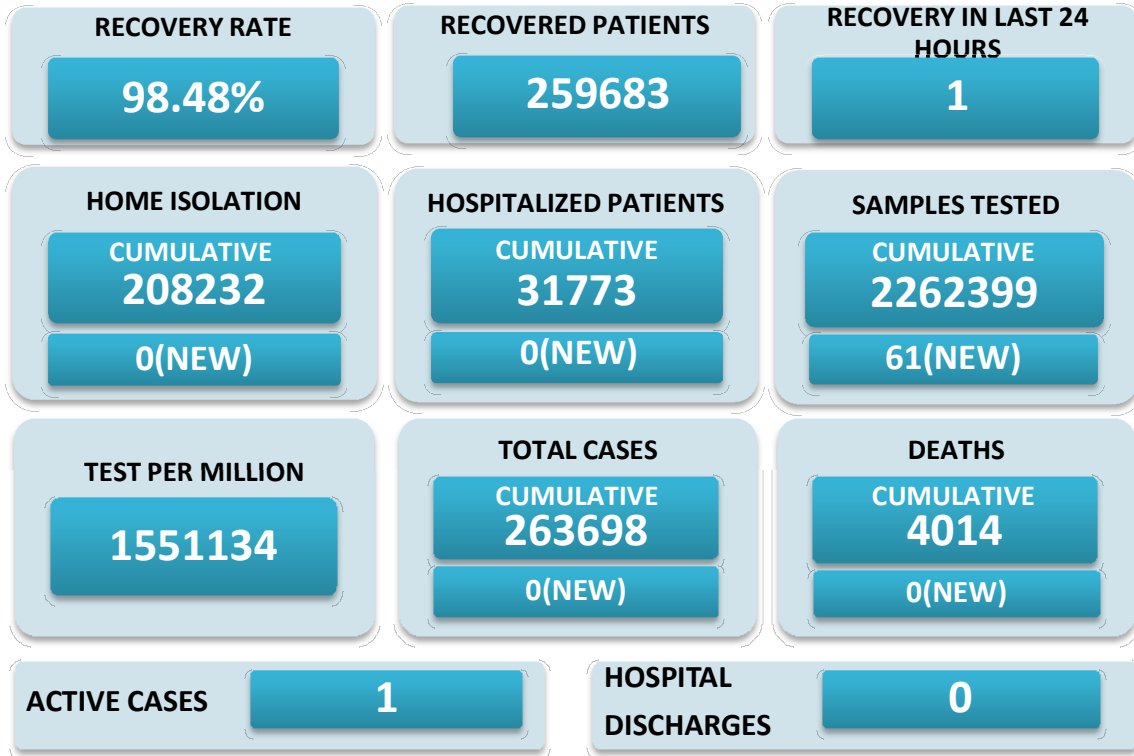 RECOVERY RATE
98.48%
RECOVERED PATIENTS
259683
RECOVERY IN LAST 24
HOURS
1
HOME ISOLATION
CUMULATIVE
208232
0(NEW)
HOSPITALIZED PATIENTS
CUMULATIVE
31773
0(NEW)
SAMPLES TESTED
CUMULATIVE
2262399
61(NEW)
TEST PER MILLION
1551134
TOTAL CASES
CUMULATIVE
263698
0(NEW)
DEATHS
CUMULATIVE
4014
0(NEW)
ACTIVE CASES
1
HOSPITAL
DISCHARGES
0